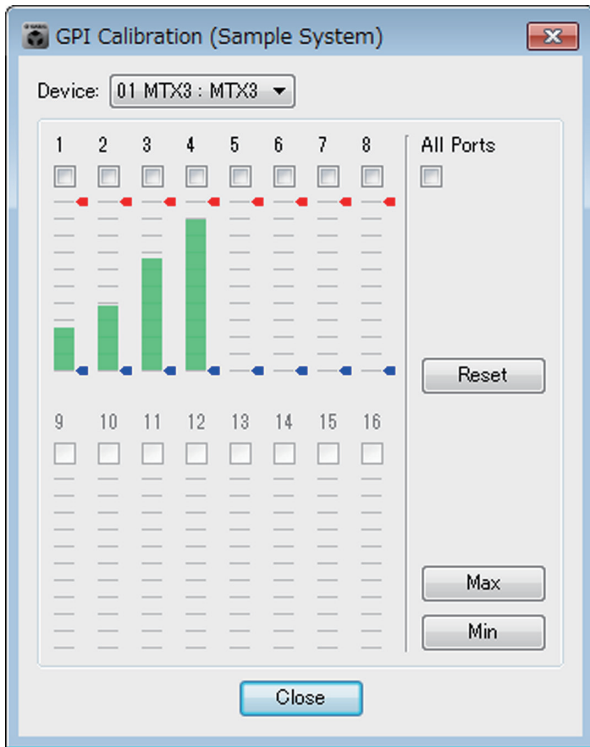 GPI Calibration (Sample System)
Device: 01 MTX3 : MTX3
1 2 3 4 5 6 7 8 All Ports
Reset
9 10 11 12 13 14 15 16
Max
Min
Close